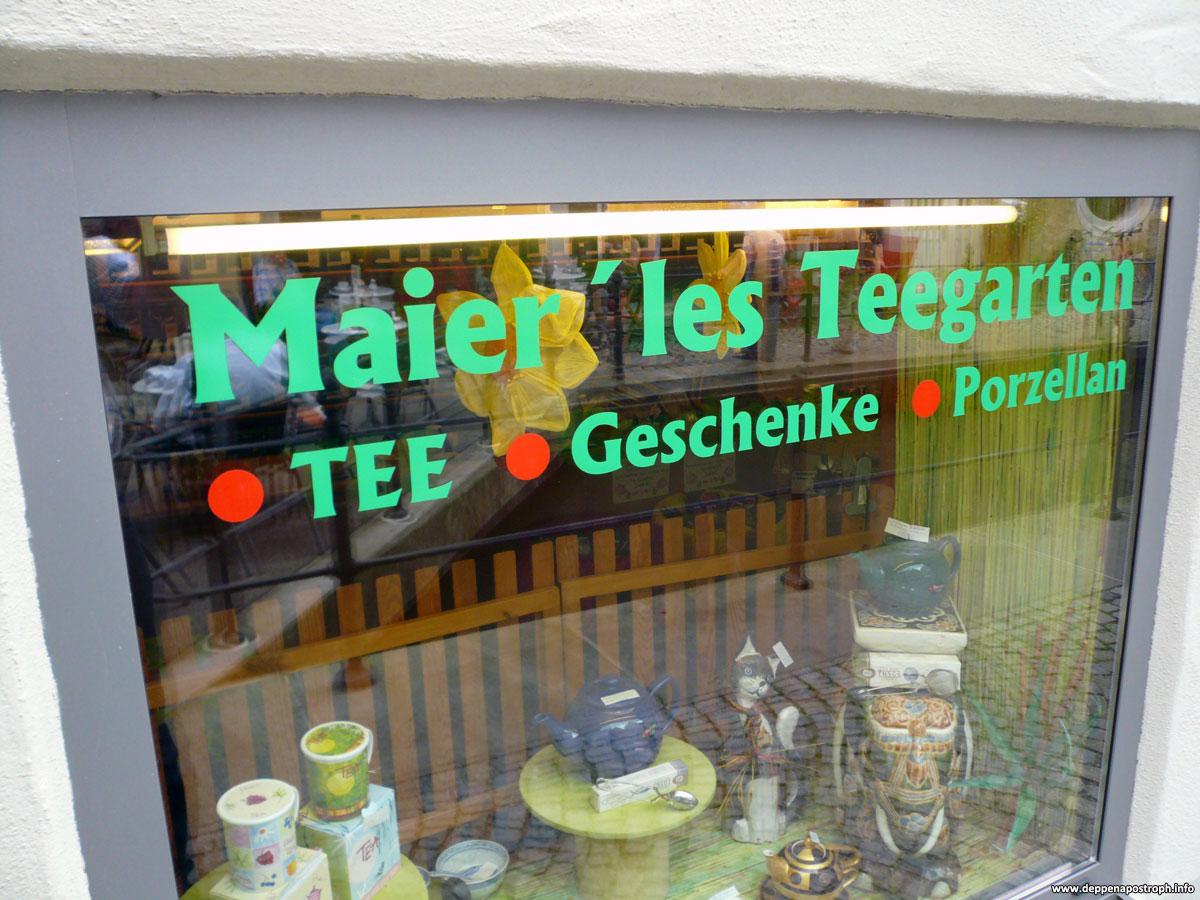 Maier´les Teegarten
• TEE • Geschenke • Porzellan
www.deppenapostroph.info